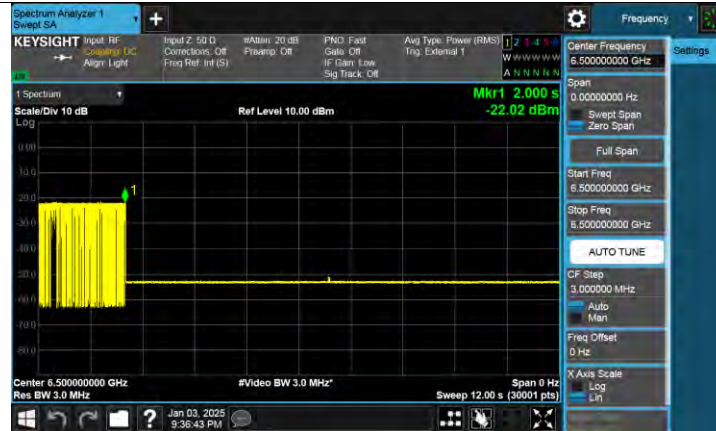 Spectrum Analyzer 1
Swept SA
Frequency
KEYSIGHT
Input: RF
Coupling: DC
Align: Light
Input Z: 50 Ω
Corrections: Off
Freq Ref: Int (S)
#Atten: 20 dB
Preamp: Off
PNO: Fast
Gate: Off
IF Gain: Low
Sig Track: Off
Avg Type: Power (RMS)
Trig: External 1
1 2 3 4 5 6
W W W W W W
A N N N N N
Center Frequency
6.500000000 GHz
Settings
Span
0.00000000 Hz
Swept Span
Zero Span
Full Span
Start Freq
6.500000000 GHz
Stop Freq
6.500000000 GHz
AUTO TUNE
CF Step
3.000000 MHz
Auto
Man
Freq Offset
0 Hz
X Axis Scale
Log
Lin
1 Spectrum
Scale/Div 10 dB
Ref Level 10.00 dBm
Mkr1 2.000 s
-22.02 dBm
Log
0.00
-10.0
-20.0
-30.0
-40.0
-50.0
-60.0
-70.0
-80.0
1
Center 6.500000000 GHz
Res BW 3.0 MHz
#Video BW 3.0 MHz*
Span 0 Hz
Sweep 12.00 s (30001 pts)
Jan 03, 2025
9:36:43 PM